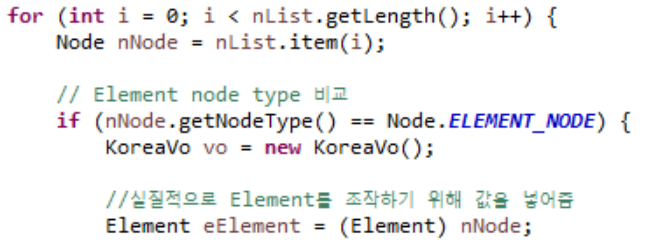 for (int i = 0; i < nList.getLength(); i++) {
Node nNode = nList.item(i);
// Element node type 비교
if (nNode.getNodeType() == Node.ELEMENT_NODE) {
KoreaVo vo = new KoreaVo();
//실질적으로 Element를 조작하기 위해 값을 넣어줌
Element eElement = (Element) nNode;